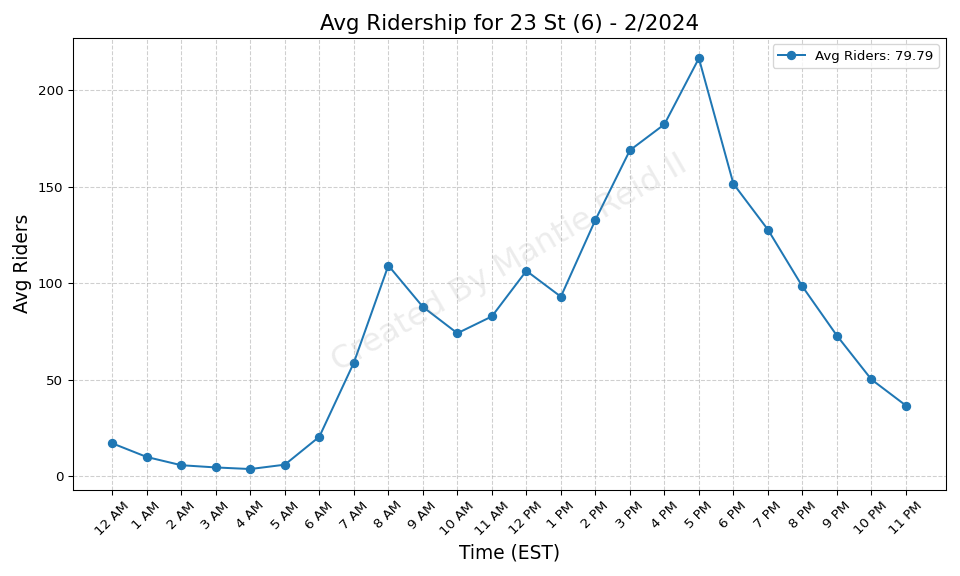 Avg Ridership for 23 St (6) - 2/2024
Avg Riders: 79.79
Avg Riders
200
150
100
50
0
Created By Mantie Reid II
12 AM
1 AM
2 AM
3 AM
4 AM
5 AM
6 AM
7 AM
8 AM
9 AM
10 AM
11 AM
12 PM
1 PM
2 PM
3 PM
4 PM
5 PM
6 PM
7 PM
8 PM
9 PM
10 PM
11 PM
Time (EST)